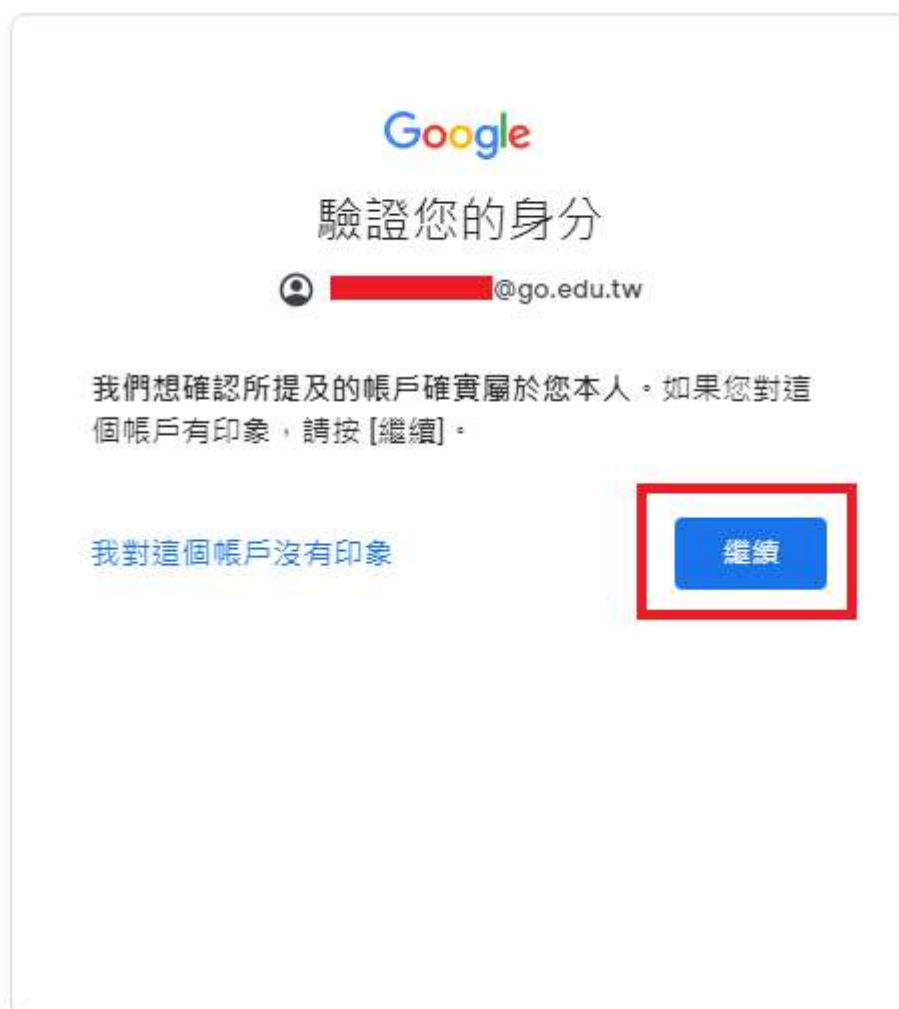 Google
驗證您的身分
@go.edu.tw
我們想確認所提及的帳戶確實屬於您本人。如果您對這
個帳戶有印象，請按 [繼續]。
我對這個帳戶沒有印象
繼續